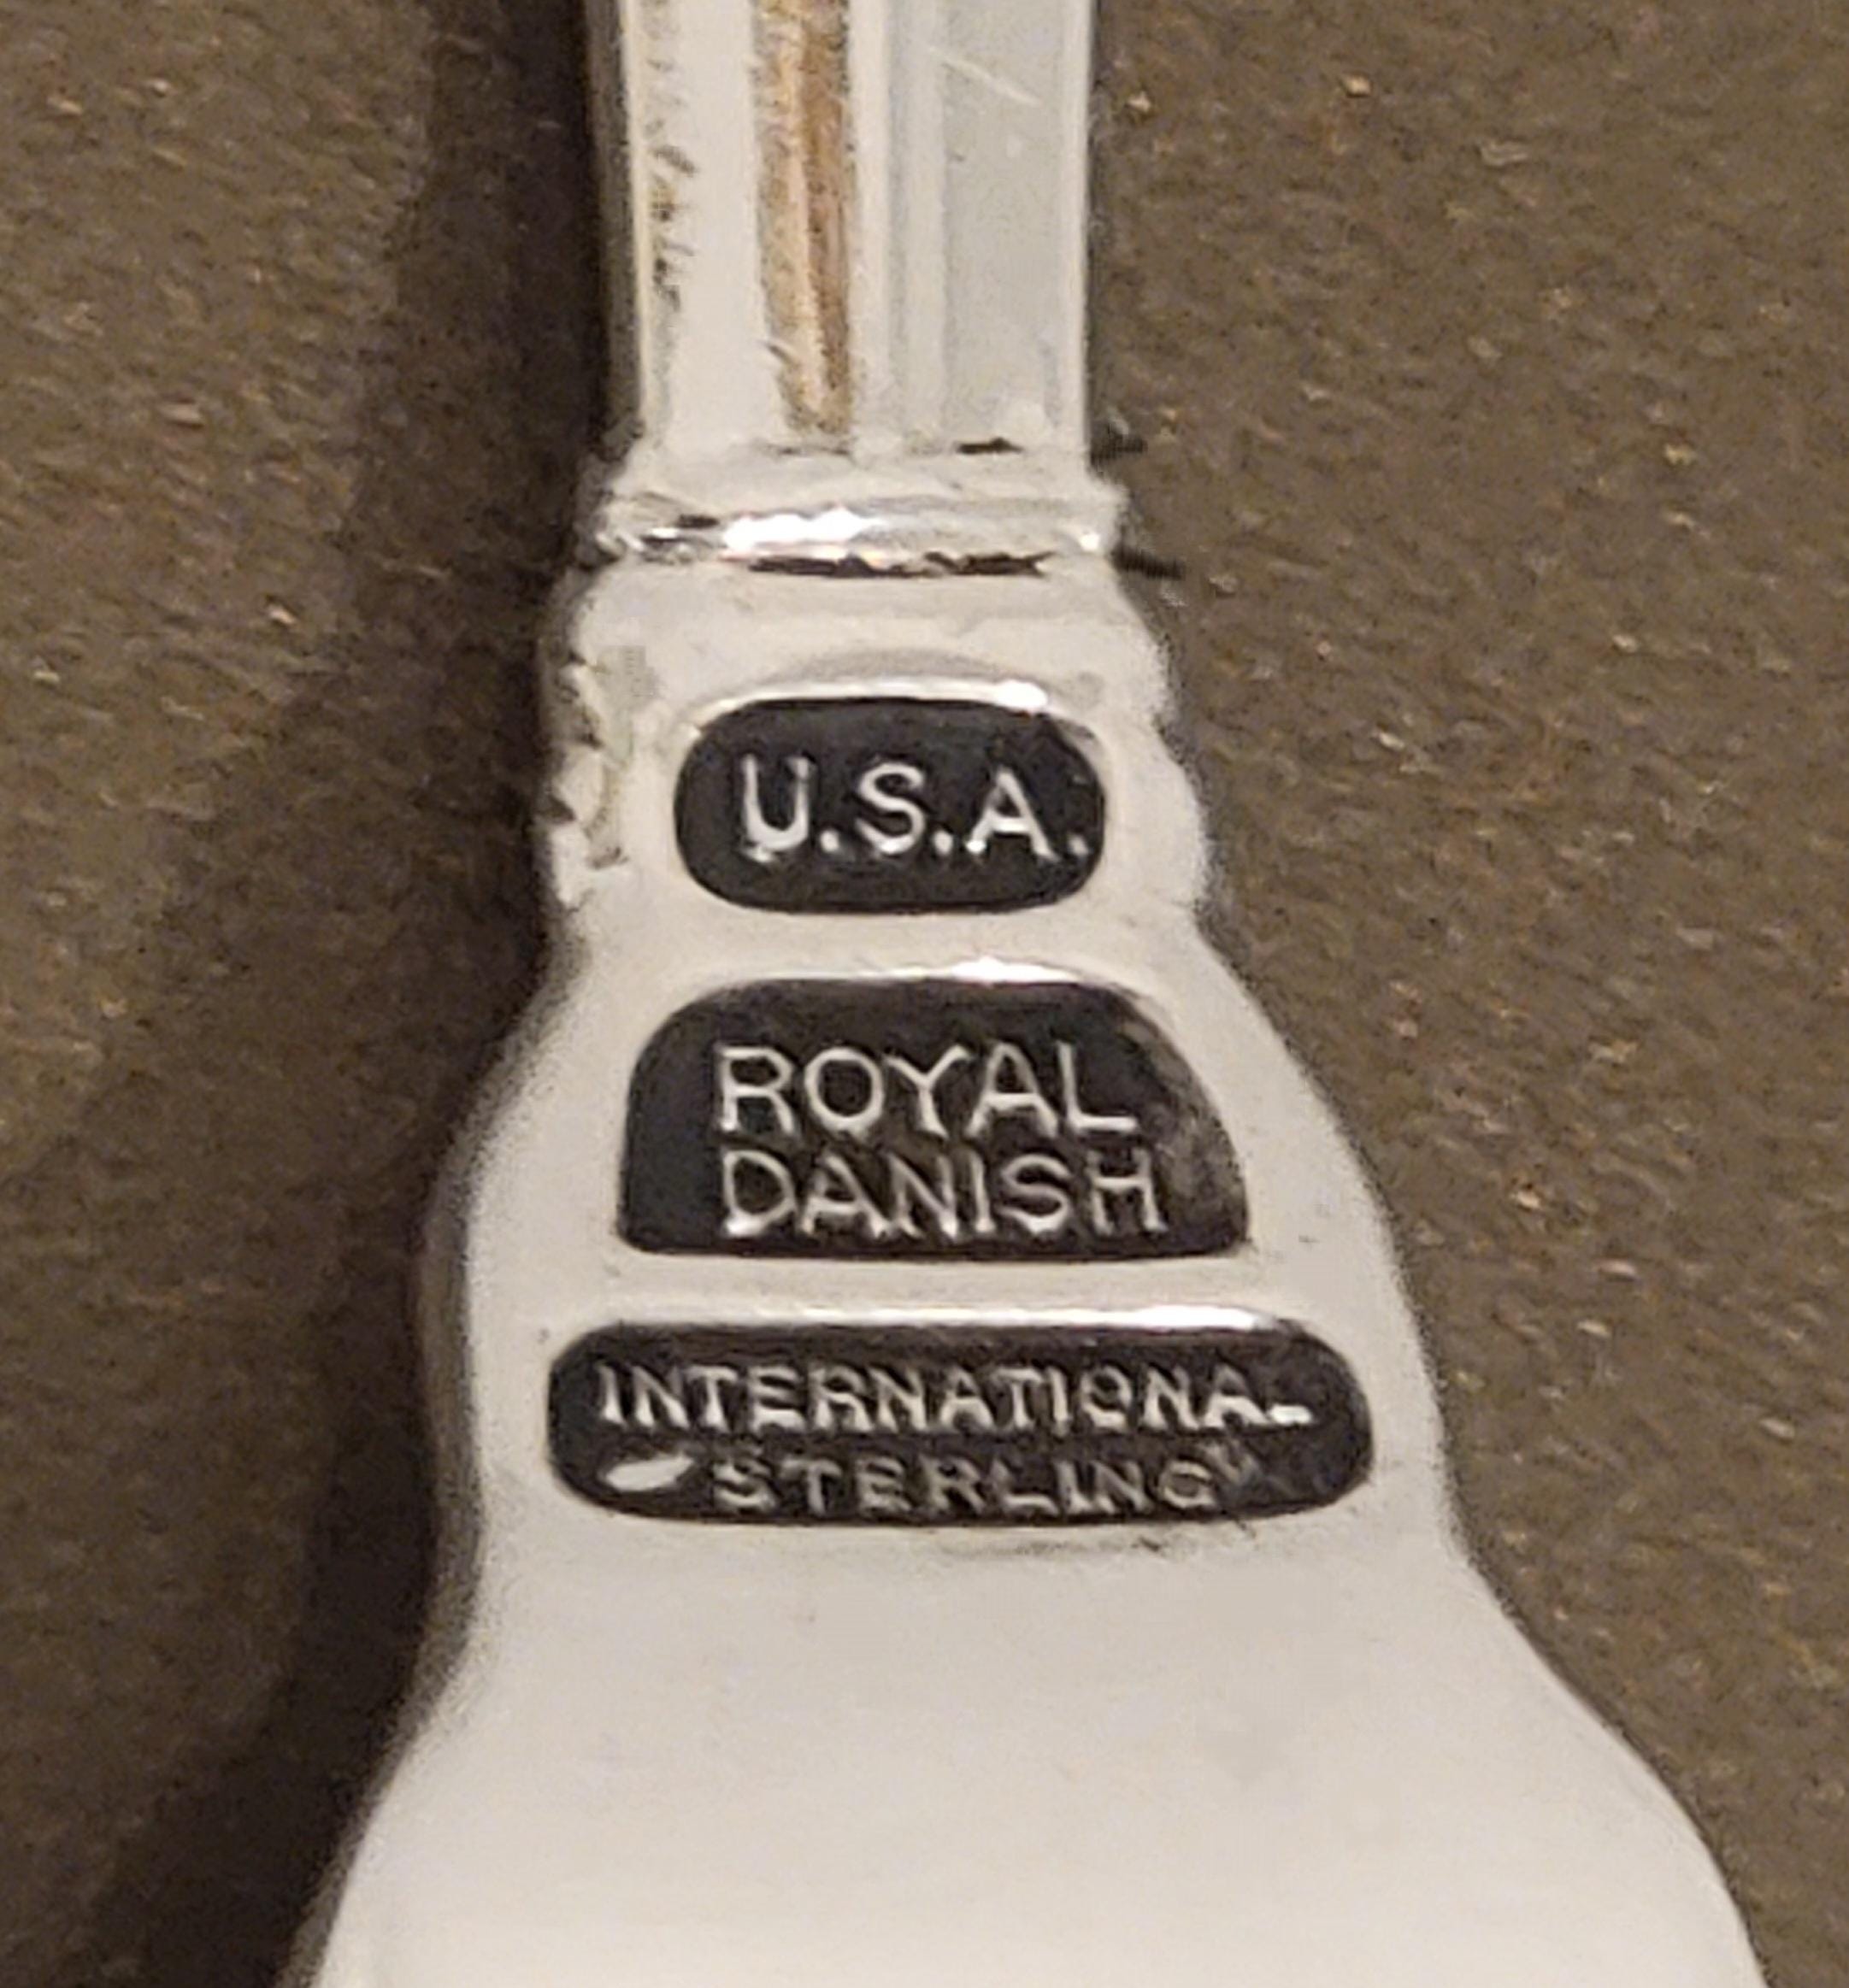 U.S.A.
ROYAL
DANISH
INTERNATIONAL
STERLING